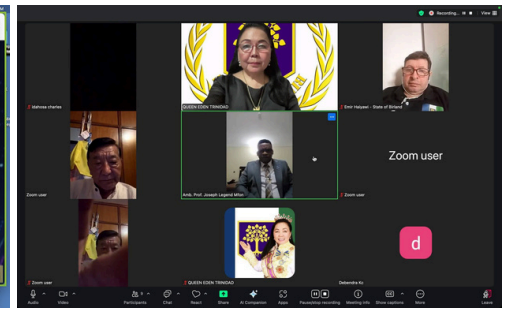 Recording...
View
Idahosa charles
QUEEN EDEN TRINIDAD
Emir Halyawi - State of Birland
Zoom user
Amb. Prof. Joseph Legend Mfon
Zoom user
Zoom user
Zoom user
QUEEN EDEN TRINIDAD
d
Debendra Kc
Audio
Video
Participants
Chat
React
Share
AI Companion
Apps
Pause/stop recording
Meeting info
Show captions
More
Leave